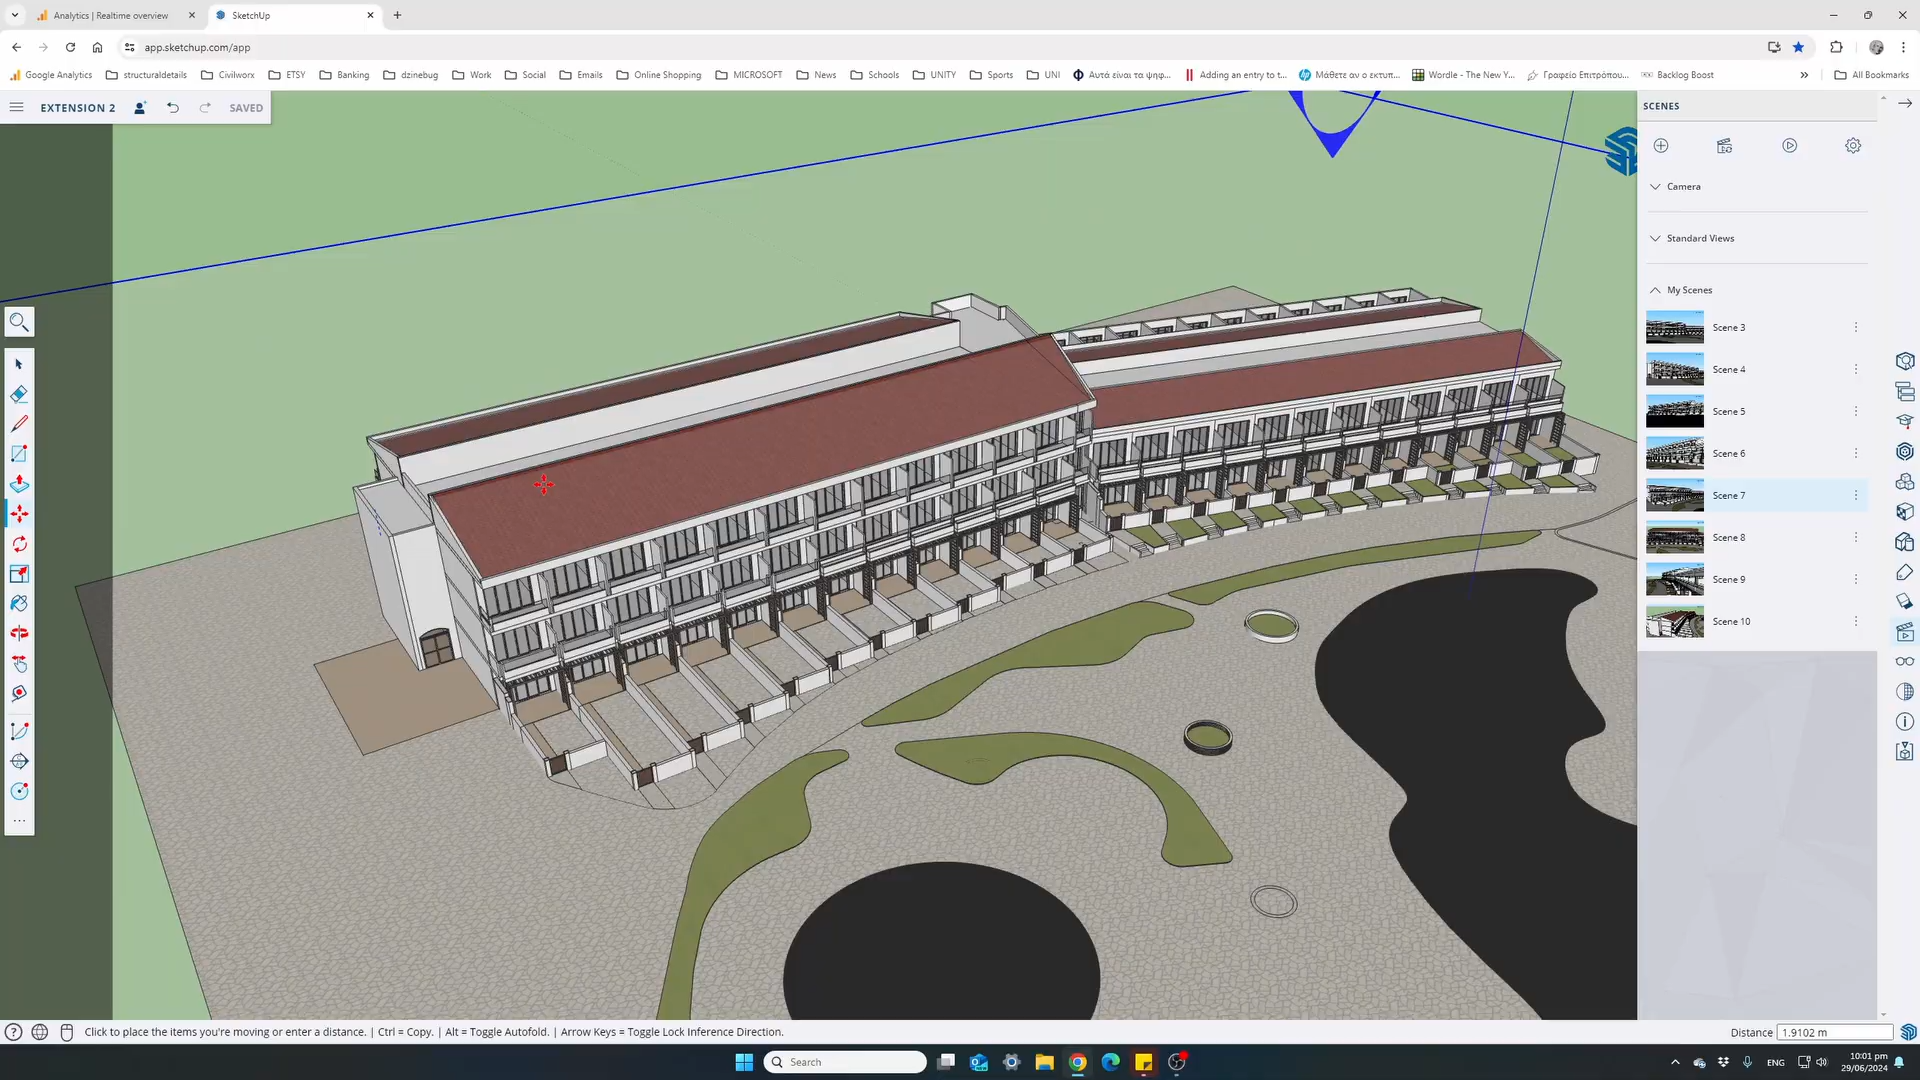 Analytics | Realtime overview
SketchUp
app.sketchup.com/app
Google Analytics
structuraldetails
Civilworx
ETSY
Banking
dzinebug
Work
Social
Emails
Online Shopping
MICROSOFT
News
Schools
UNITY
Sports
UNI
Αυτά είναι τα ψηφ...
Adding an entry to t...
Μάθετε αν ο εκτυπ...
Wordle - The New Y...
Γραφείο Επιτρόπου...
Backlog Boost
All Bookmarks
EXTENSION 2
SAVED
SCENES
Camera
Standard Views
My Scenes
Scene 3
Scene 4
Scene 5
Scene 6
Scene 7
Scene 8
Scene 9
Scene 10
Click to place the items you're moving or enter a distance. | Ctrl = Copy. | Alt = Toggle Autofold. | Arrow Keys = Toggle Lock Inference Direction.
Distance 1.9102 m
Search
ENG
10:01 pm
29/06/2024